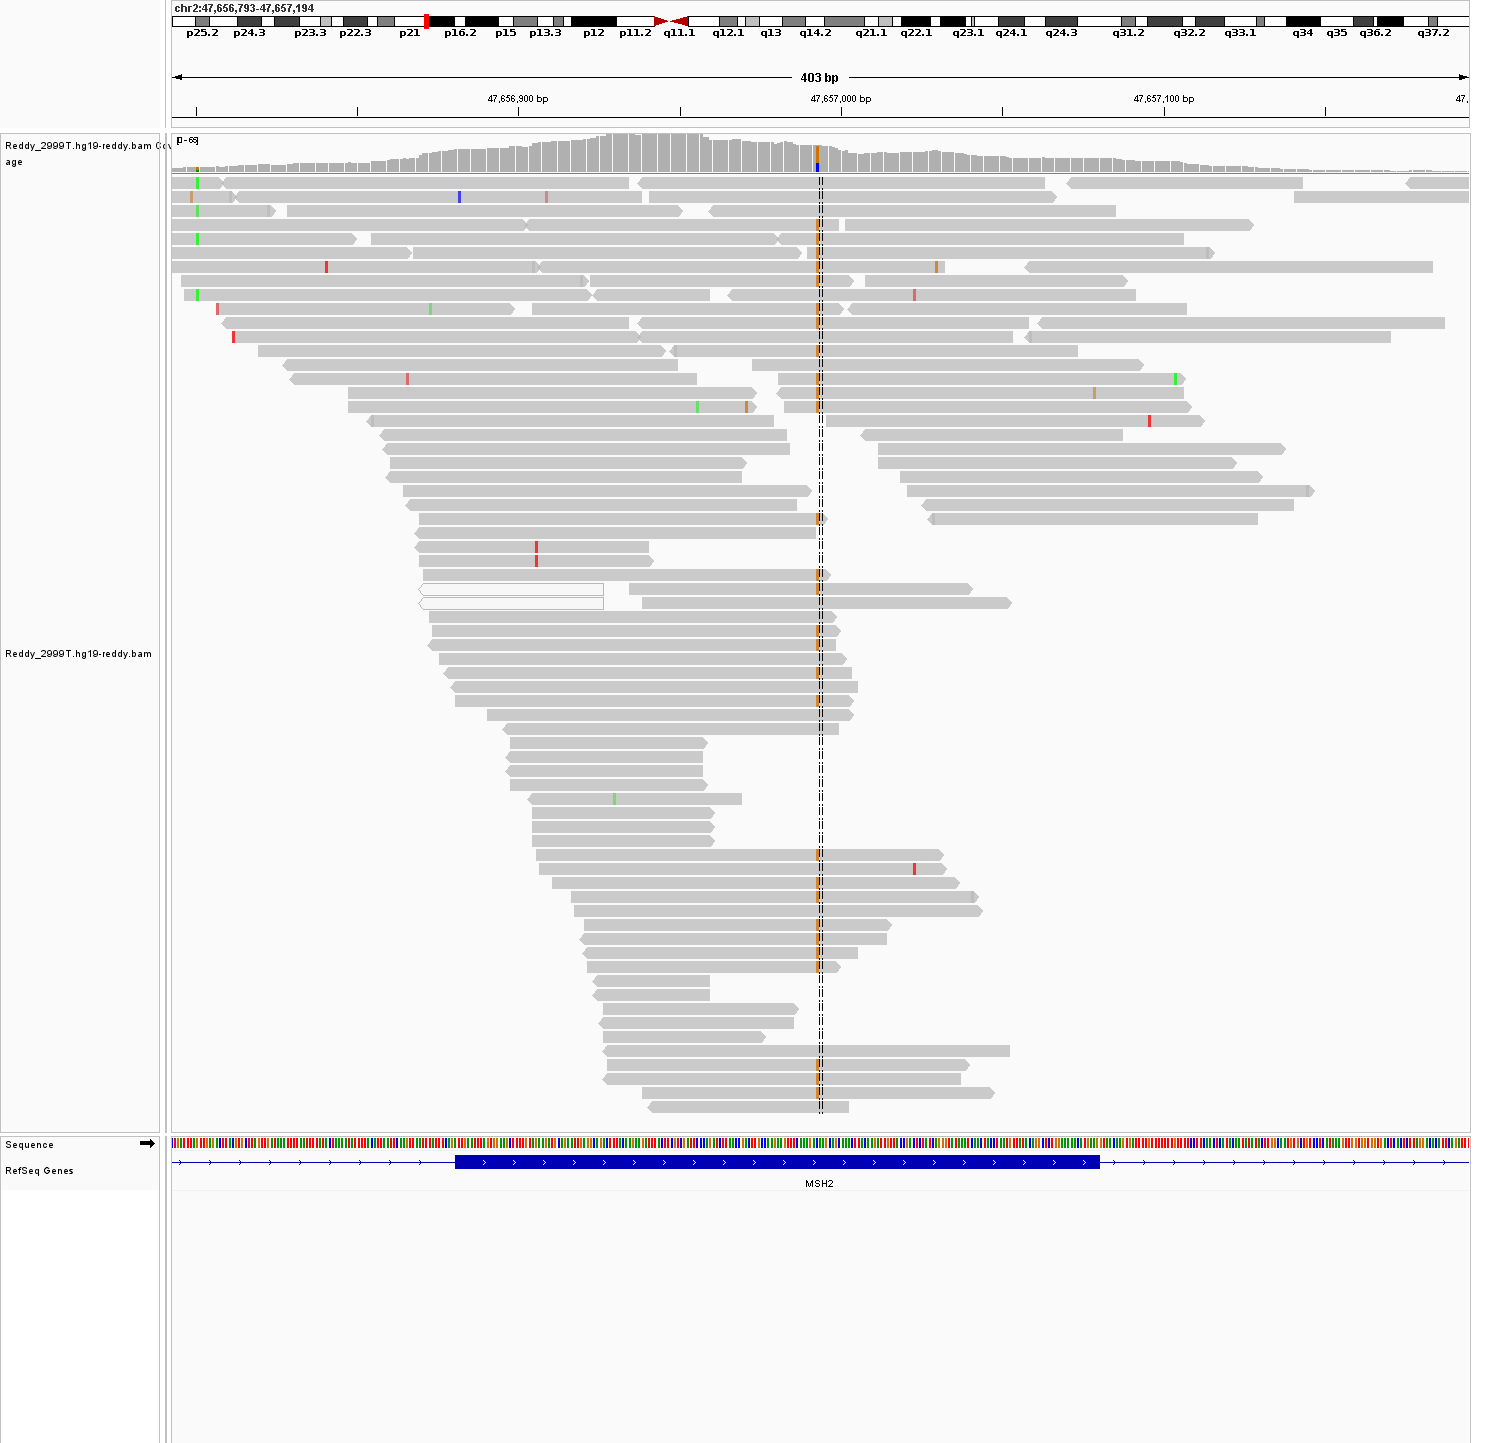 chr2:47,656,793-47,657,194
p25.2 p24.3 p23.3 p22.3 p21 p16.2 p15 p13.3 p12 p11.2 q11.1 q12.1 q13 q14.2 q21.1 q22.1 q23.1 q24.1 q24.3 q31.2 q32.2 q33.1 q34 q35 q36.2 q37.2
403 bp
47,656,900 bp 47,657,000 bp 47,657,100 bp 47,
Reddy_2999T.hg19-reddy.bam Cov
age
Reddy_2999T.hg19-reddy.bam
Sequence
RefSeq Genes
MSH2